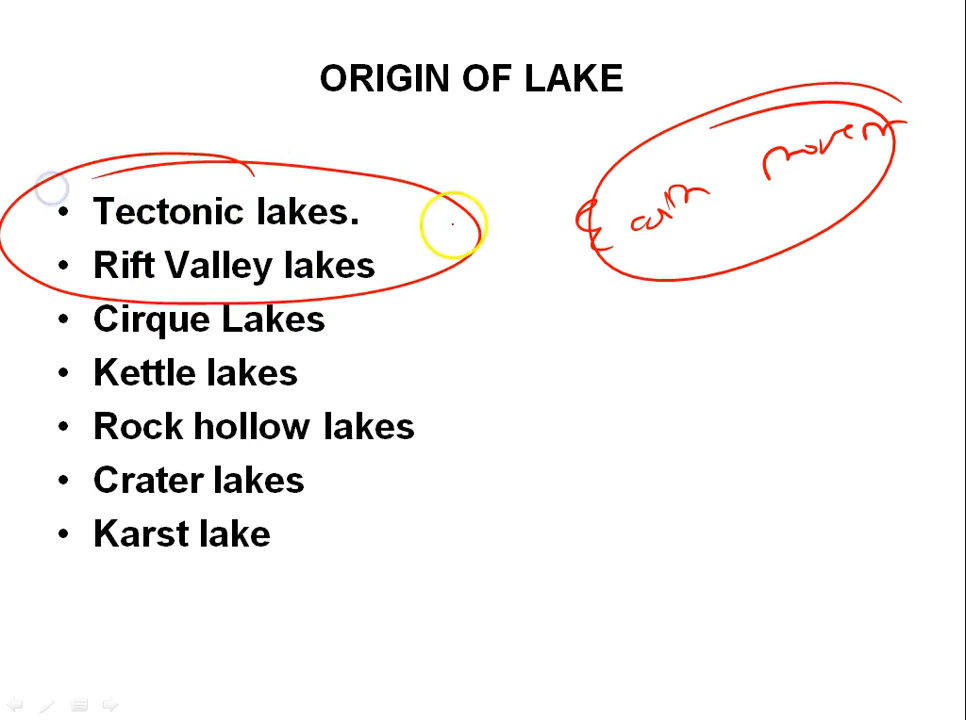 ORIGIN OF LAKE
• Tectonic lakes.
• Rift Valley lakes
• Cirque Lakes
• Kettle lakes
• Rock hollow lakes
• Crater lakes
• Karst lake